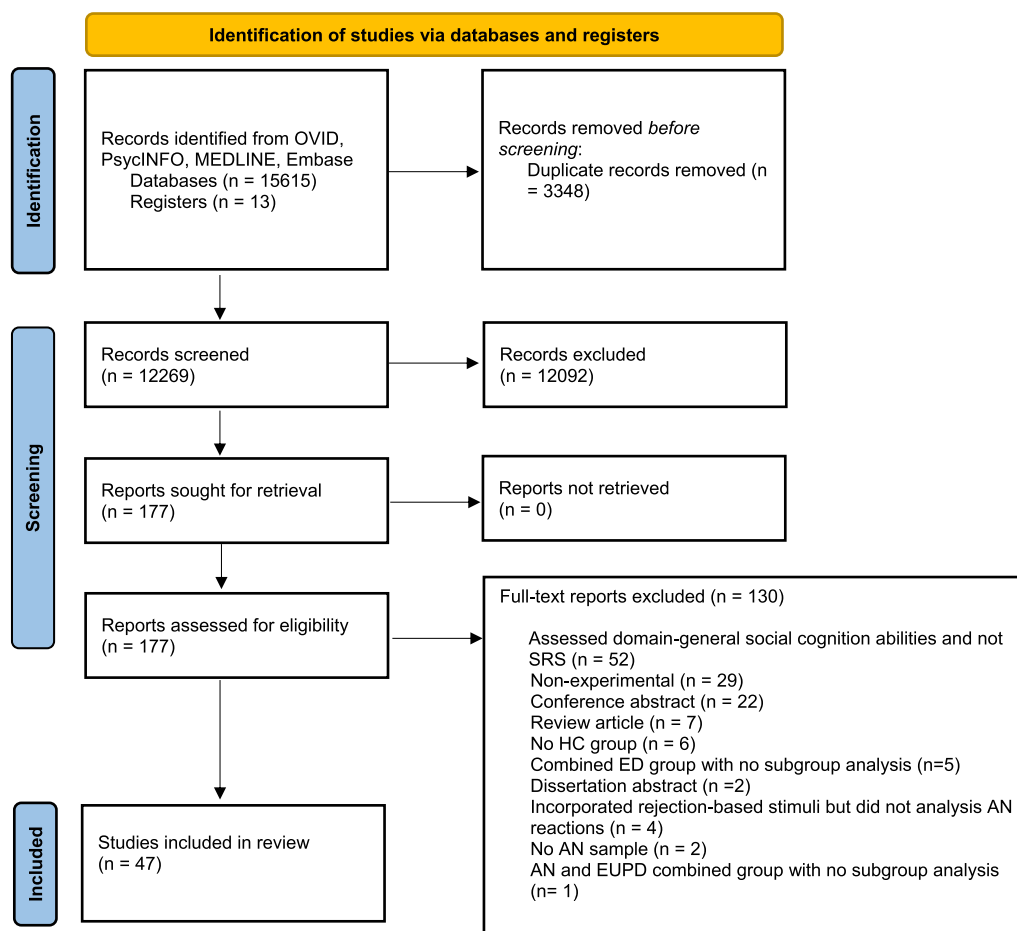 Identification of studies via databases and registers
Identification
Records identified from OVID,
PsycINFO, MEDLINE, Embase
Databases (n = 15615)
Registers (n = 13)
Records removed before
screening:
Duplicate records removed (n
= 3348)
Screening
Records screened
(n = 12269)
Records excluded
(n = 12092)
Reports sought for retrieval
(n = 177)
Reports not retrieved
(n = 0)
Reports assessed for eligibility
(n = 177)
Full-text reports excluded (n = 130)
Assessed domain-general social cognition abilities and not
SRS (n = 52)
Non-experimental (n = 29)
Conference abstract (n = 22)
Review article (n = 7)
No HC group (n = 6)
Combined ED group with no subgroup analysis (n=5)
Dissertation abstract (n =2)
Incorporated rejection-based stimuli but did not analysis AN
reactions (n = 4)
No AN sample (n = 2)
AN and EUPD combined group with no subgroup analysis
(n= 1)
Included
Studies included in review
(n = 47)